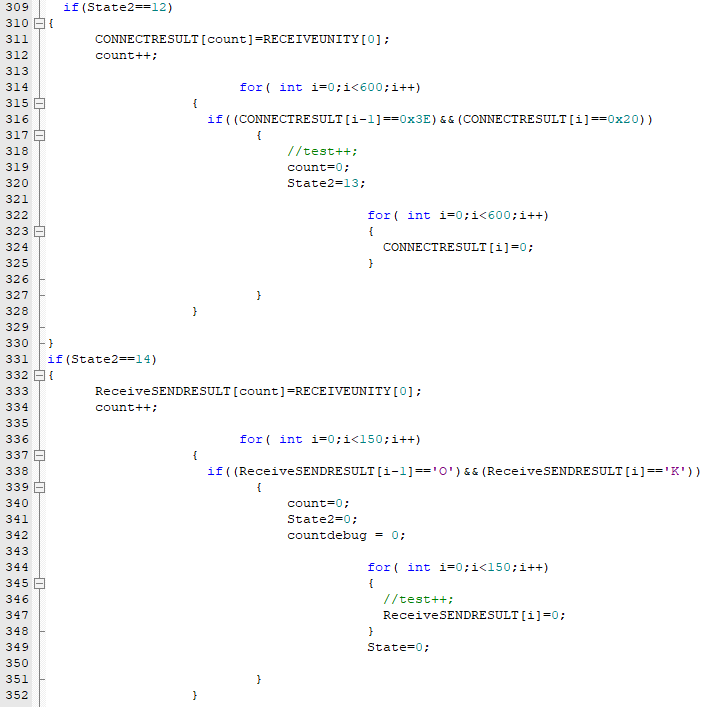 309 if(State2==12)
310 {
311 CONNECTRESULT[count]=RECEIVEUNITY[0];
312 count++;
313
314 for( int i=0;i<600;i++)
315 {
316 if((CONNECTRESULT[i-1]==0x3E)&&(CONNECTRESULT[i]==0x20))
317 {
318 //test++;
319 count=0;
320 State2=13;
321
322 for( int i=0;i<600;i++)
323 {
324 CONNECTRESULT[i]=0;
325 }
326
327 }
328 }
329
330 }
331 if(State2==14)
332 {
333 ReceiveSENDRESULT[count]=RECEIVEUNITY[0];
334 count++;
335
336 for( int i=0;i<150;i++)
337 {
338 if((ReceiveSENDRESULT[i-1]=='O')&&(ReceiveSENDRESULT[i]=='K'))
339 {
340 count=0;
341 State2=0;
342 countdebug = 0;
343
344 for( int i=0;i<150;i++)
345 {
346 //test++;
347 ReceiveSENDRESULT[i]=0;
348 }
349 State=0;
350
351 }
352 }